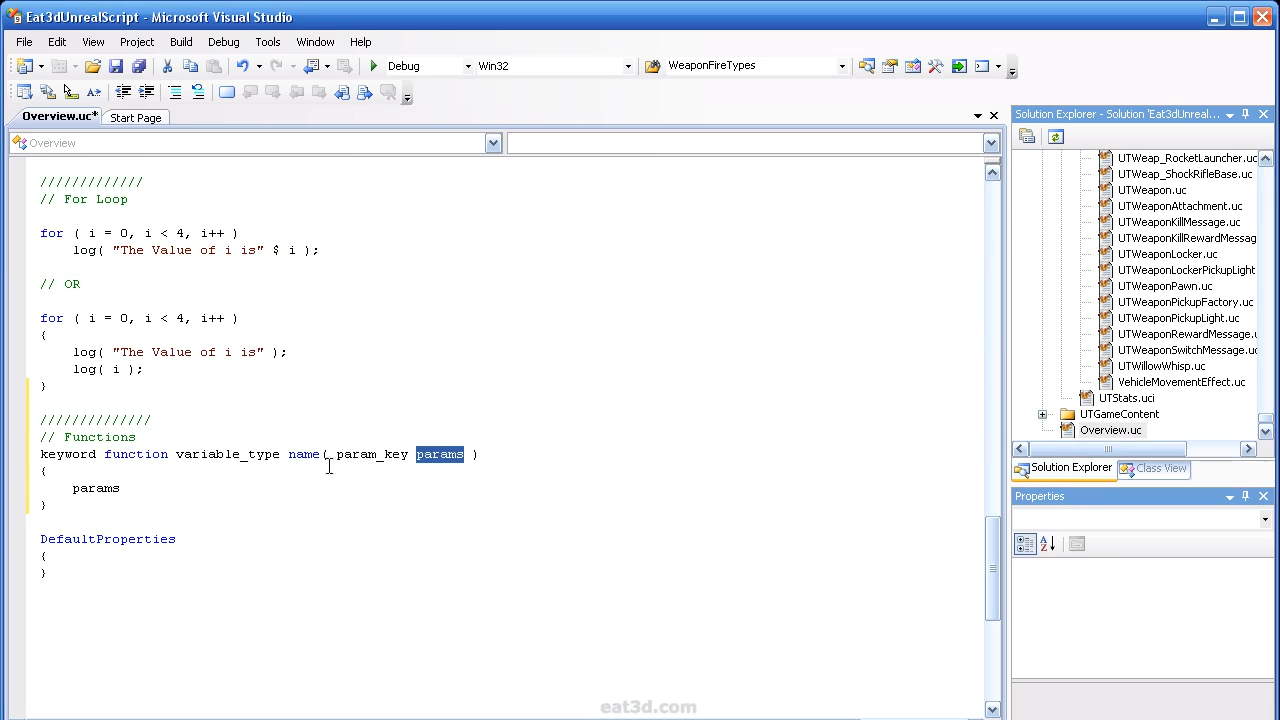 Eat3dUnrealScript - Microsoft Visual Studio
File Edit View Project Build Debug Tools Window Help
Debug Win32 WeaponFireTypes
Overview.uc* Start Page
Overview
/////////////
// For Loop
for ( i = 0, i < 4, i++ )
log( "The Value of i is" $ i );
// OR
for ( i = 0, i < 4, i++ )
{
log( "The Value of i is" );
log( i );
}
//////////////
// Functions
keyword function variable_type name( param_key params )
{
params
}
DefaultProperties
{
}
Solution Explorer - Solution 'Eat3dUnreal...
UTWeap_RocketLauncher.uc
UTWeap_ShockRifleBase.uc
UTWeapon.uc
UTWeaponAttachment.uc
UTWeaponKillMessage.uc
UTWeaponKillRewardMessag
UTWeaponLocker.uc
UTWeaponLockerPickupLight
UTWeaponPawn.uc
UTWeaponPickupFactory.uc
UTWeaponPickupLight.uc
UTWeaponRewardMessage.u
UTWeaponSwitchMessage.uc
UTWillowWhisp.uc
VehicleMovementEffect.uc
UTStats.uci
UTGameContent
Overview.uc
Solution Explorer Class View
Properties
eat3d.com